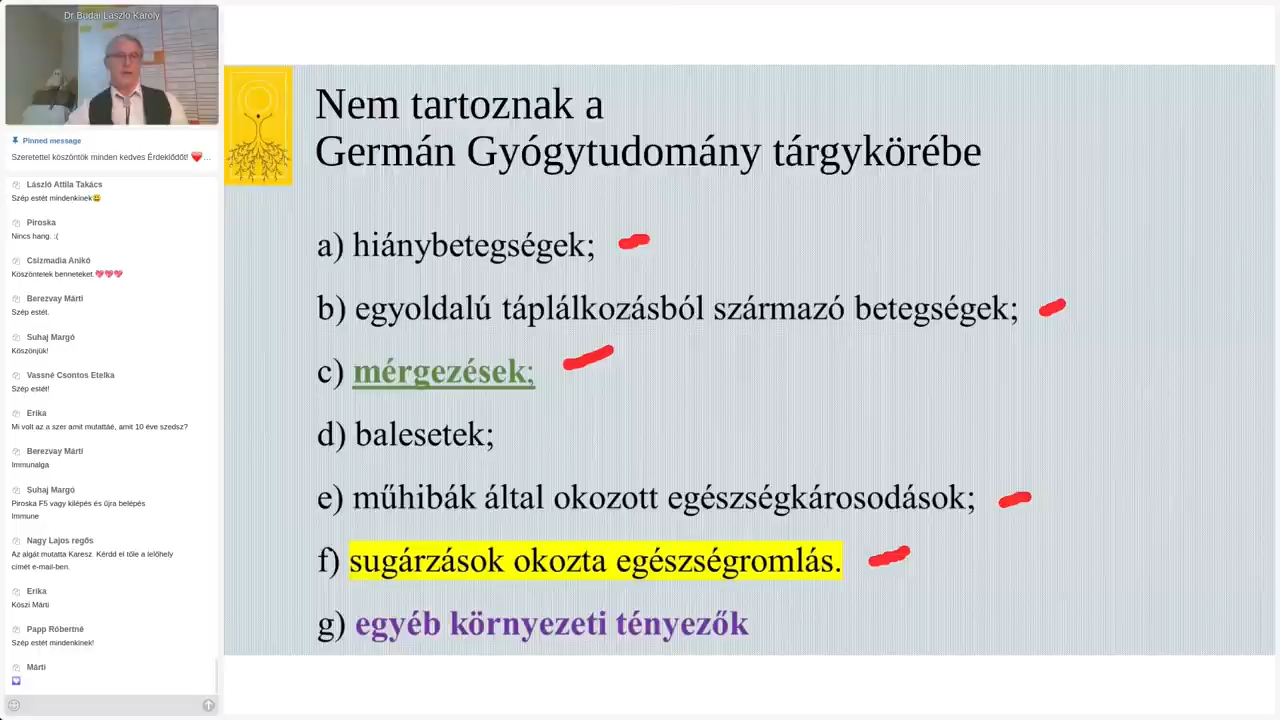 Dr Budai László Károly
Pinned message
Szeretettel köszöntök minden kedves Érdeklődőt! ❤️...
László Attila Takács
Szép estét mindenkinek😃
Piroska
Nincs hang. :(
Csizmadia Anikó
Köszöntelek benneteket.💖💖💖
Berezvay Márti
Szép estét.
Suhaj Margó
Köszönjük!
Vassné Csontos Etelka
Szép estét!
Erika
Mi volt az a szer amit mutattáé, amit 10 éve szedsz?
Berezvay Márti
Immunalga
Suhaj Margó
Piroska F5 vagy kilépés és újra belépés
Immune
Nagy Lajos regős
Az algát mutatta Karesz. Kérdd el tőle a lelőhely
címét e-mail-ben.
Erika
Köszi Márti
Papp Róbertné
Szép estét mindenkinek!
Márti
Nem tartoznak a
Germán Gyógytudomány tárgykörébe
a) hiánybetegségek;
b) egyoldalú táplálkozásból származó betegségek;
c) mérgezések;
d) balesetek;
e) műhibák által okozott egészségkárosodások;
f) sugárzások okozta egészségromlás.
g) egyéb környezeti tényezők